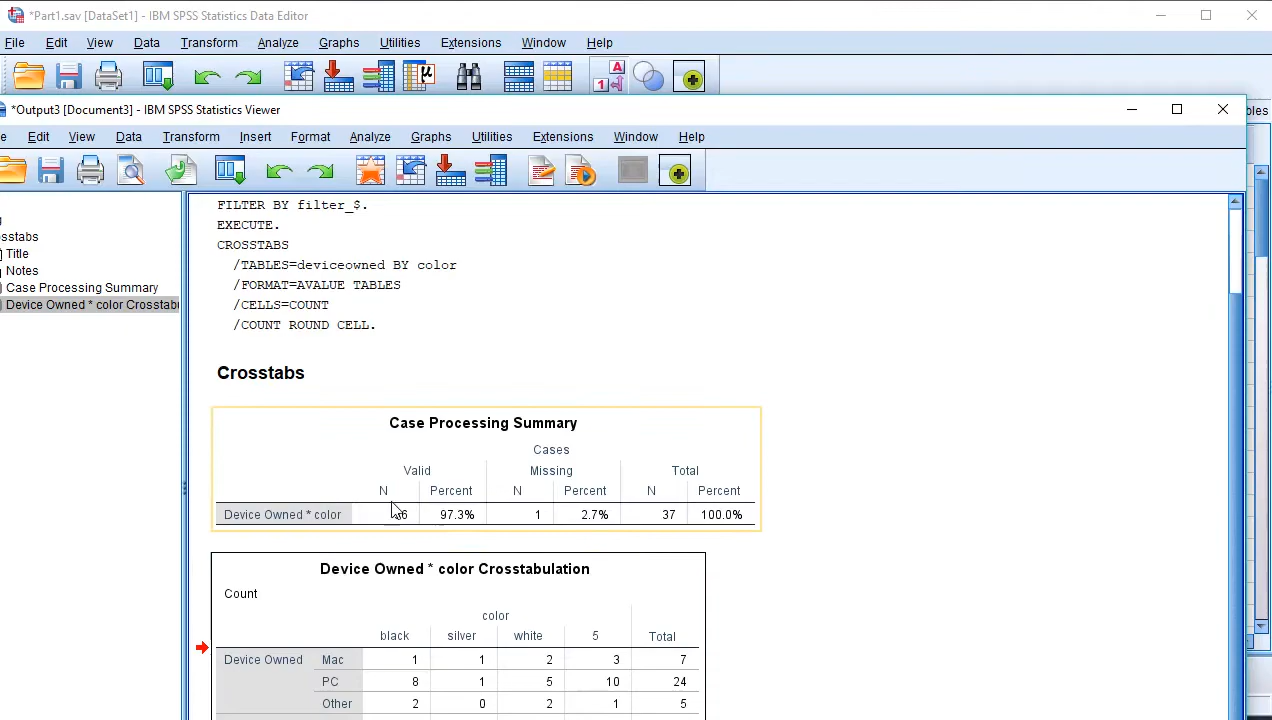 *Part1.sav [DataSet1] - IBM SPSS Statistics Data Editor
File Edit View Data Transform Analyze Graphs Utilities Extensions Window Help
*Output3 [Document3] - IBM SPSS Statistics Viewer
Edit View Data Transform Insert Format Analyze Graphs Utilities Extensions Window Help
FILTER BY filter_$.
EXECUTE.
CROSSTABS
/TABLES=deviceowned BY color
/FORMAT=AVALUE TABLES
/CELLS=COUNT
/COUNT ROUND CELL.
Title
Notes
Case Processing Summary
Device Owned * color Crosstabu
Crosstabs
Case Processing Summary
Cases
Valid Missing Total
N Percent N Percent N Percent
Device Owned * color 97.3% 1 2.7% 37 100.0%
Device Owned * color Crosstabulation
Count
color
black silver white 5 Total
Device Owned Mac 1 1 2 3 7
PC 8 1 5 10 24
Other 2 0 2 1 5